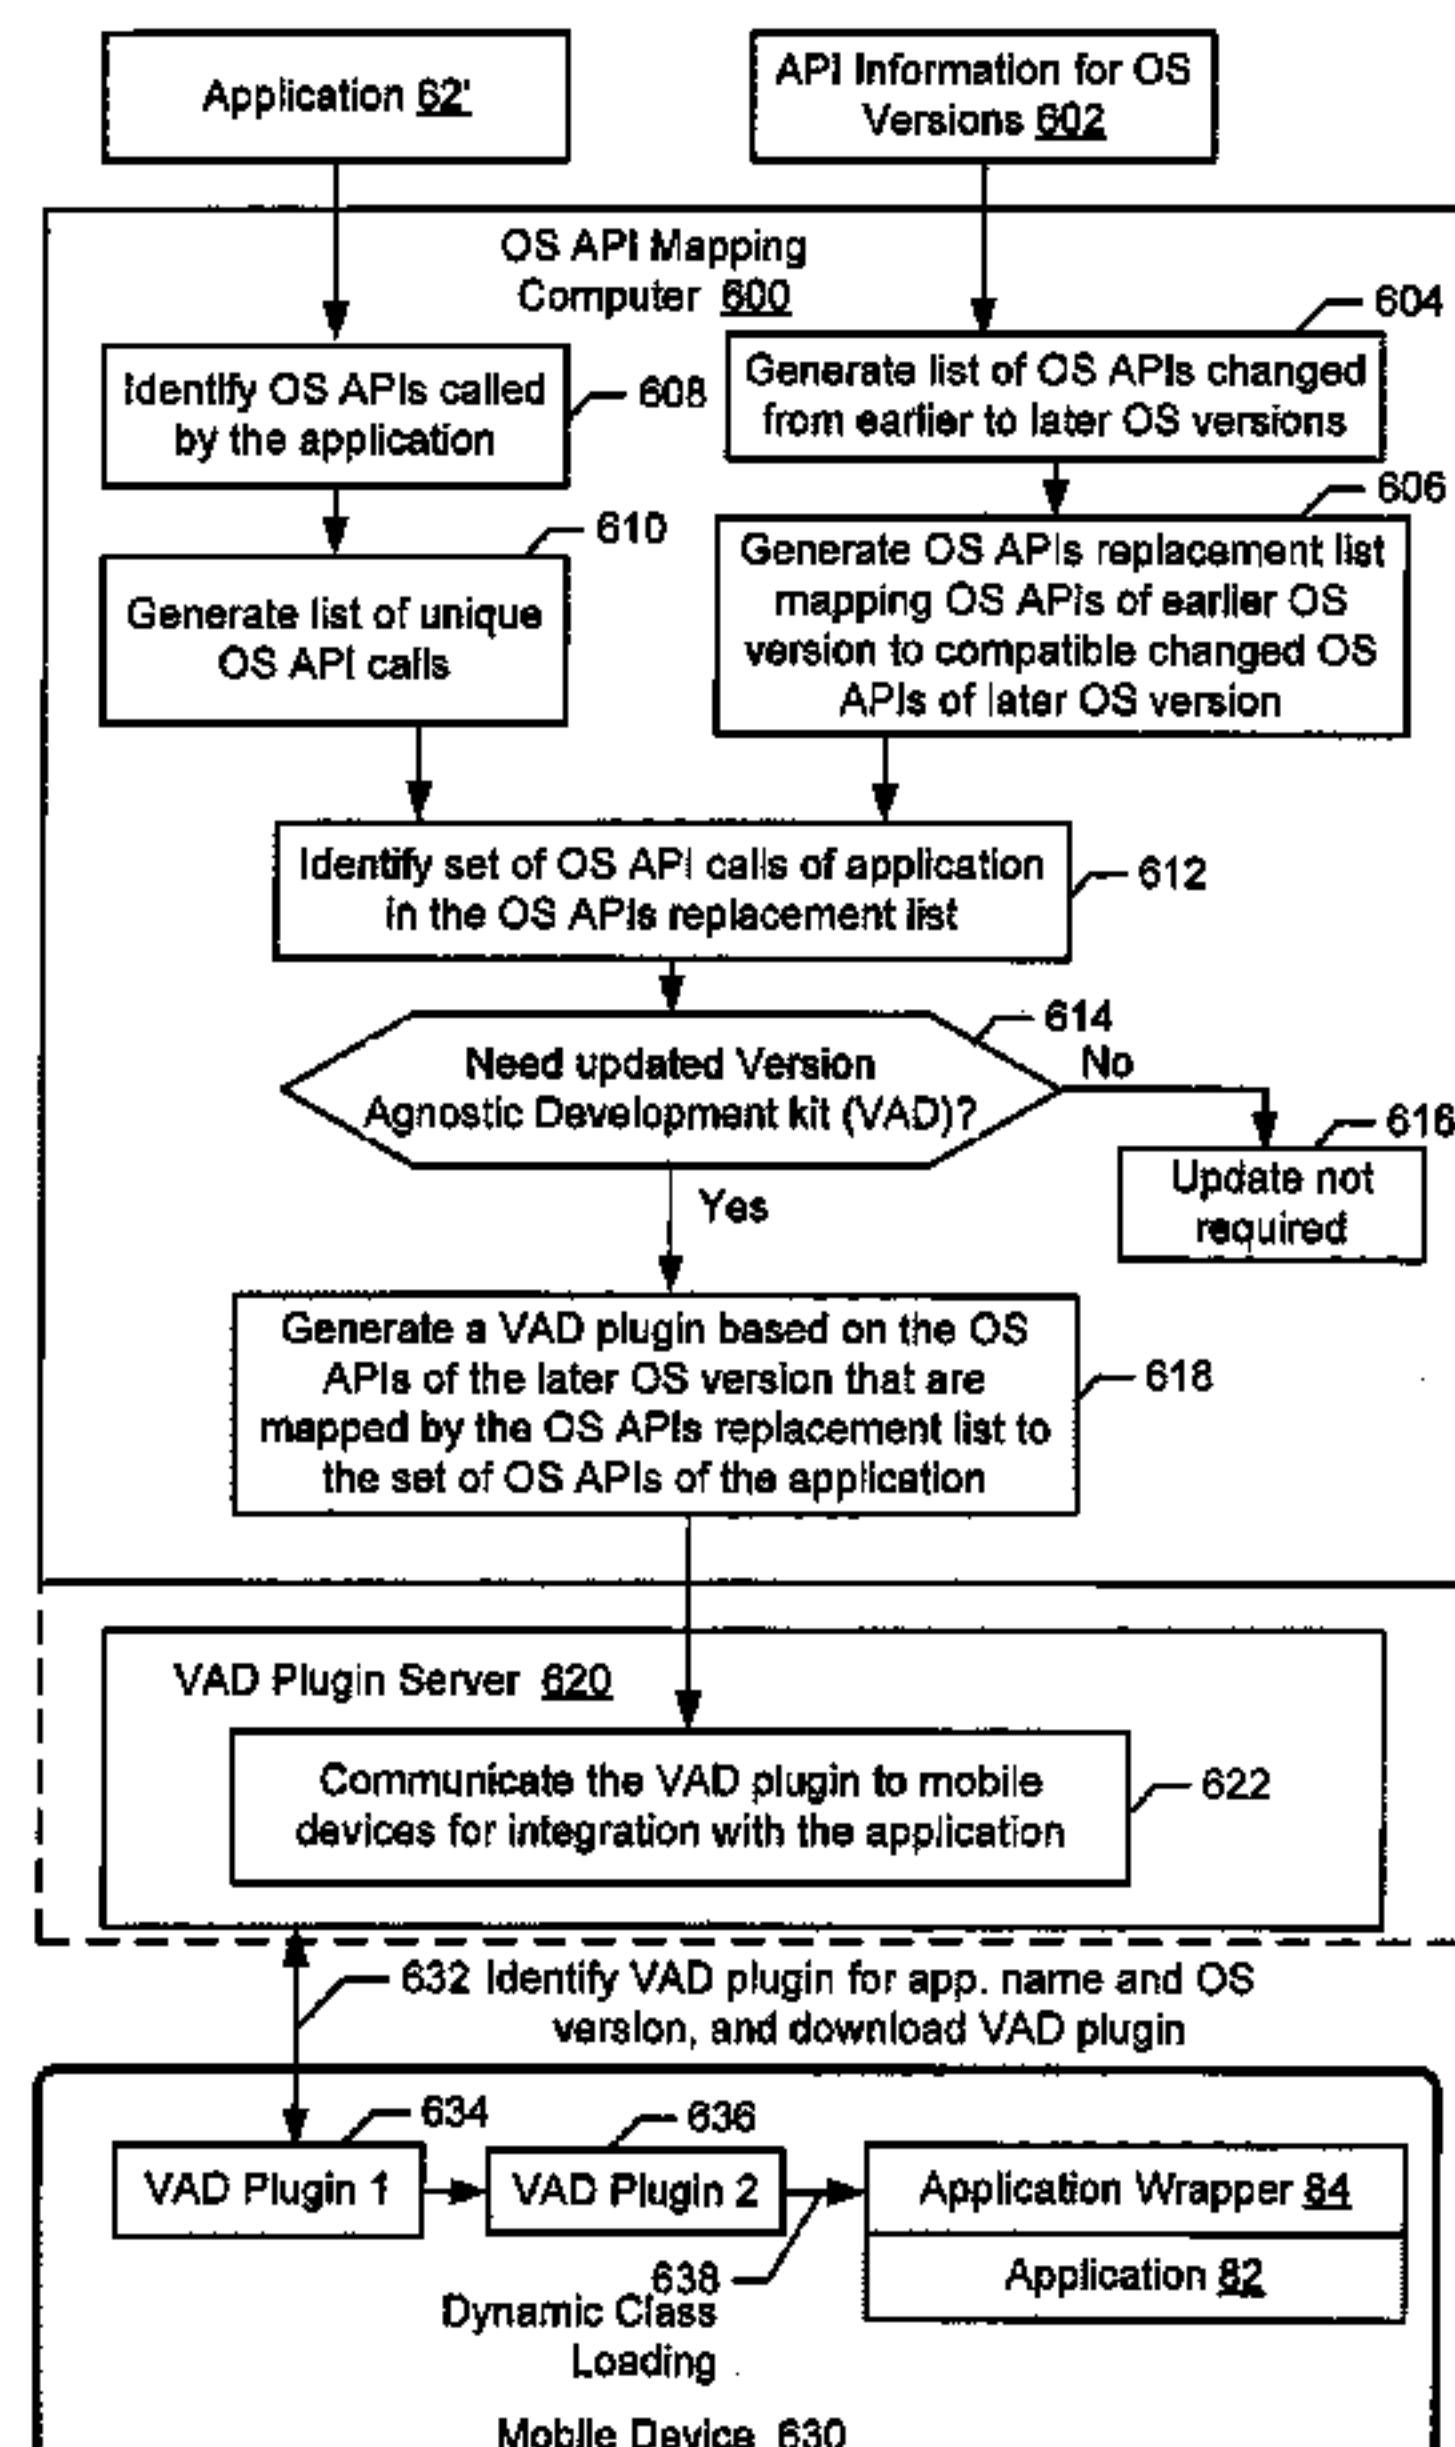 Application 62'
API Information for OS
Versions 602
OS API Mapping
Computer 600
604
Identify OS APIs called
by the application
608
Generate list of OS APIs changed
from earlier to later OS versions
606
610
Generate list of unique
OS API calls
Generate OS APIs replacement list
mapping OS APIs of earlier OS
version to compatible changed OS
APIs of later OS version
Identify set of OS API calls of application
in the OS APIs replacement list
612
614
Need updated Version
Agnostic Development kit (VAD)?
No
616
Update not
required
Yes
Generate a VAD plugin based on the OS
APIs of the later OS version that are
mapped by the OS APIs replacement list to
the set of OS APIs of the application
618
VAD Plugin Server 620
Communicate the VAD plugin to mobile
devices for integration with the application
622
632 Identify VAD plugin for app. name and OS
version, and download VAD plugin
634
636
VAD Plugin 1
VAD Plugin 2
Application Wrapper 84
Application 82
638
Dynamic Class
Loading
Mobile Device 630